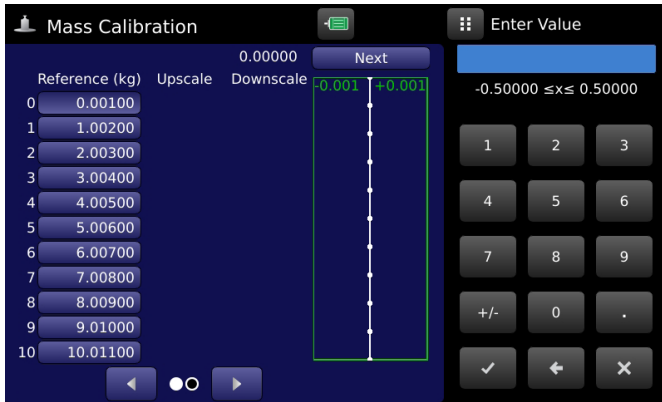 Mass Calibration
Enter Value
0.00000 Next
Reference (kg) Upscale Downscale
-0.001 +0.001
-0.50000 ≤x≤ 0.50000
0 0.00100
1 1.00200
2 2.00300
3 3.00400
4 4.00500
5 5.00600
6 6.00700
7 7.00800
8 8.00900
9 9.01000
10 10.01100
1 2 3
4 5 6
7 8 9
+/- 0 .